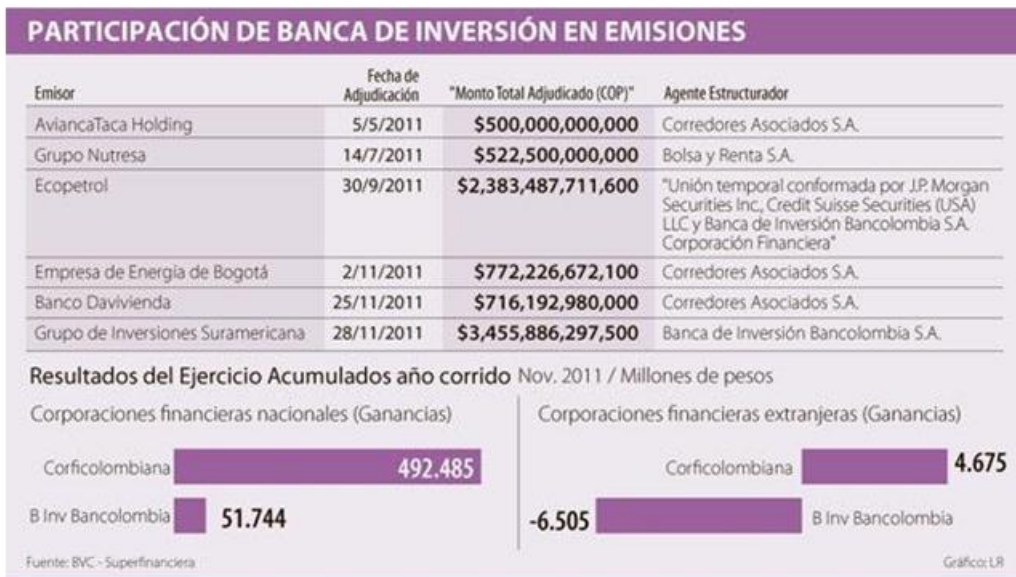 PARTICIPACIÓN DE BANCA DE INVERSIÓN EN EMISIONES
Emisor Fecha de Adjudicación "Monto Total Adjudicado (COP)" Agente Estructurador
AviancaTaca Holding 5/5/2011 $500,000,000,000 Corredores Asociados S.A.
Grupo Nutresa 14/7/2011 $522,500,000,000 Bolsa y Renta S.A.
Ecopetrol 30/9/2011 $2,383,487,711,600 "Unión temporal conformada por J.P. Morgan
Securities Inc., Credit Suisse Securities (USA)
LLC y Banca de Inversión Bancolombia S.A.
Corporación Financiera"
Empresa de Energía de Bogotá 2/11/2011 $772,226,672,100 Corredores Asociados S.A.
Banco Davivienda 25/11/2011 $716,192,980,000 Corredores Asociados S.A.
Grupo de Inversiones Suramericana 28/11/2011 $3,455,886,297,500 Banca de Inversión Bancolombia S.A.
Resultados del Ejercicio Acumulados año corrido Nov. 2011 / Millones de pesos
Corporaciones financieras nacionales (Ganancias)
Corficolombiana 492.485
B Inv Bancolombia 51.744
Corporaciones financieras extranjeras (Ganancias)
Corficolombiana 4.675
-6.505 B Inv Bancolombia
Fuente: BVC - Superfinanciera
Gráfico: LR